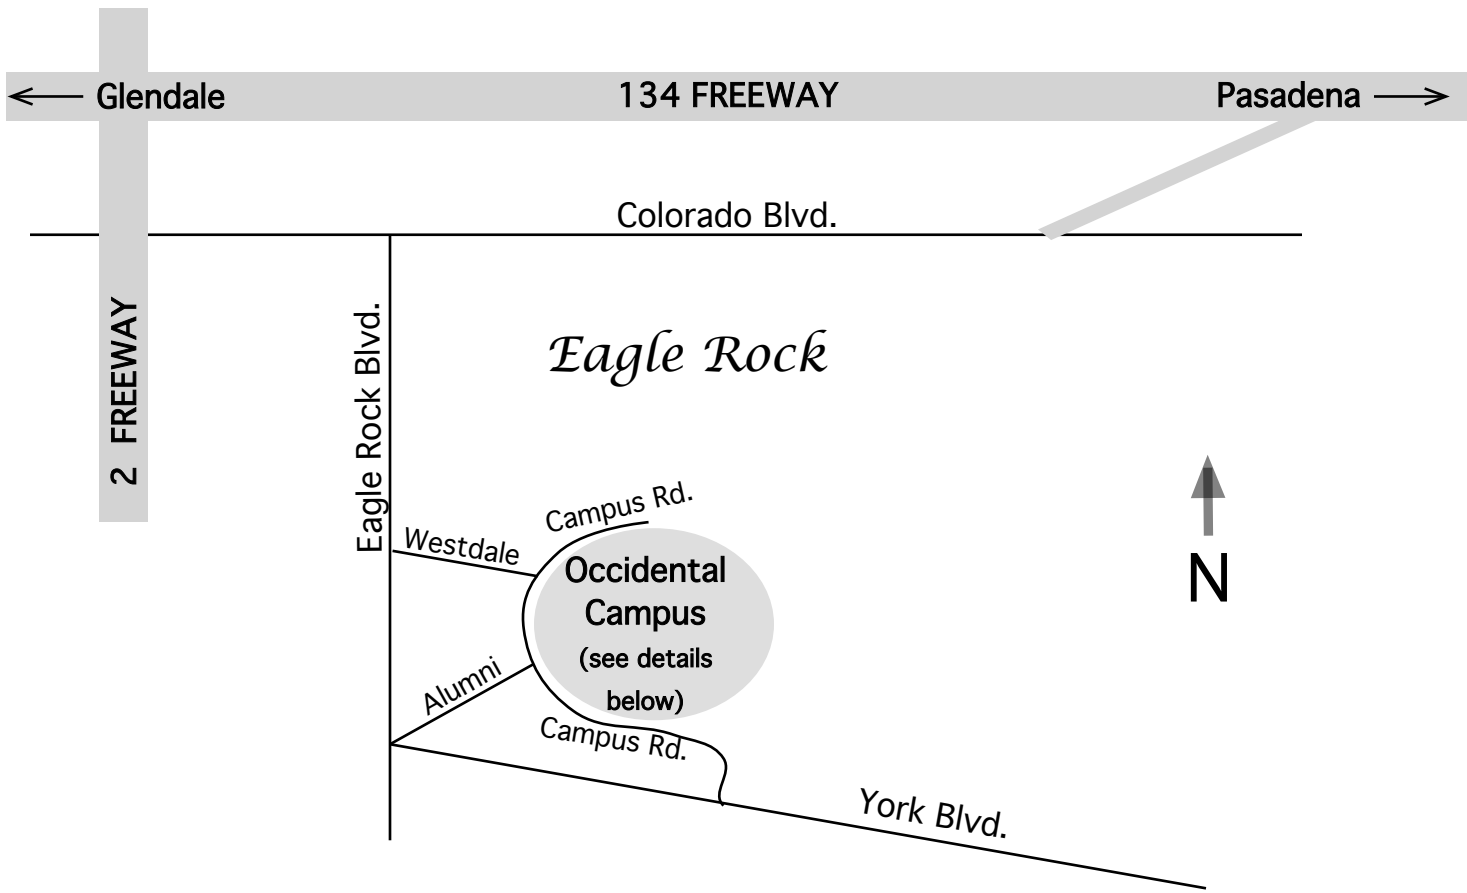 Glendale
134 FREEWAY
Pasadena
Colorado Blvd.
2 FREEWAY
Eagle Rock Blvd.
Eagle Rock
Campus Rd.
Westdale
Occidental
Campus
(see details
below)
N
Alumni
Campus Rd.
York Blvd.